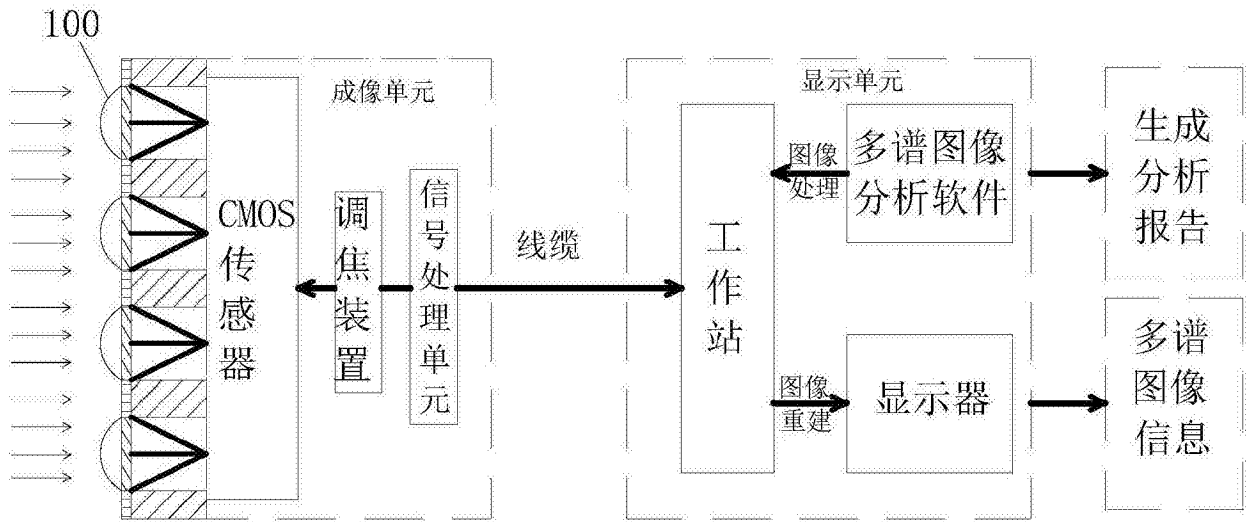 100
成像单元
CMOS
传
感
器
调
焦
装
置
信
号
处
理
单
元
线缆
显示单元
工
作
站
图像
处理
多谱图像
分析软件
图像
重建
显示器
生成
分析
报告
多谱
图像
信息